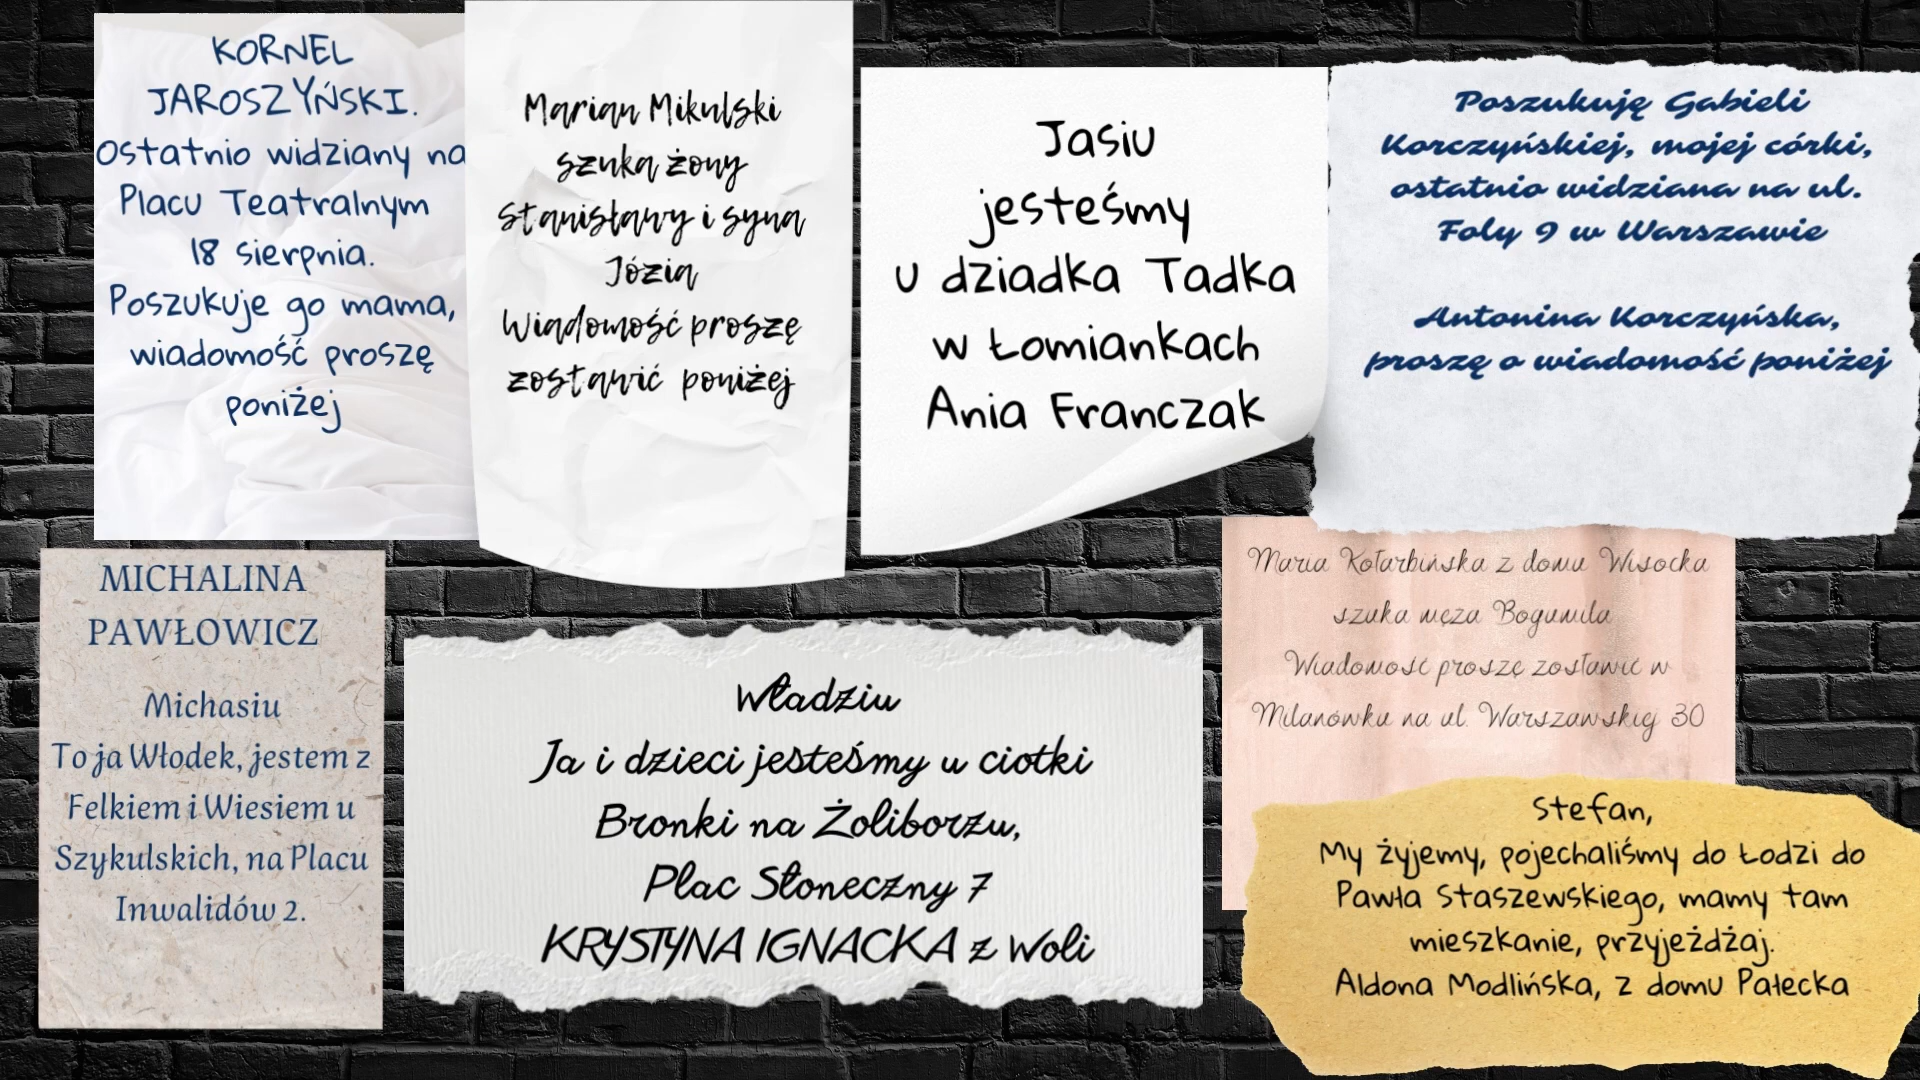 KORNEL
JAROSZYŃSKI.
Ostatnio widziany na
Placu Teatralnym
18 sierpnia.
Poszukuje go mama,
wiadomość proszę
poniżej
Marian Mikulski
szuka żony
Stanisławy i syna
Józia
Wiadomość proszę
zostawić poniżej
Jasiu
jesteśmy
u dziadka Tadka
w Łomiankach
Ania Franczak
Poszukuję Gabieli
Korczyńskiej, mojej córki,
ostatnio widziana na ul.
Foly 9 w Warszawie
Antonina Korczyńska,
proszę o wiadomość poniżej
MICHALINA
PAWŁOWICZ
Michasiu
To ja Włodek, jestem z
Felkiem i Wiesiem u
Szykulskich, na Placu
Inwalidów 2.
Władziu
Ja i dzieci jesteśmy u ciotki
Bronki na Żoliborzu,
Plac Słoneczny 7
KRYSTYNA IGNACKA z Woli
Maria Kotarbińska z domu Wisocka
szuka męża Bogumiła
Wiadomość proszę zostawić w
Milanówku na ul. Warszawskiej 30
Stefan,
My żyjemy, pojechaliśmy do Łodzi do
Pawła Staszewskiego, mamy tam
mieszkanie, przyjeżdżaj.
Aldona Modlińska, z domu Pałecka